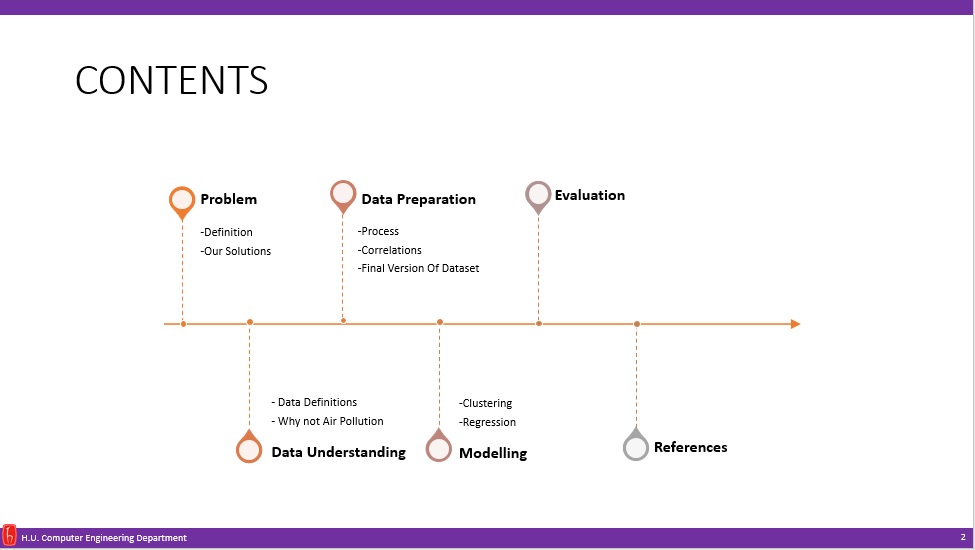 CONTENTS
Problem
-Definition
-Our Solutions
Data Preparation
-Process
-Correlations
-Final Version Of Dataset
Evaluation
- Data Definitions
- Why not Air Pollution
Data Understanding
-Clustering
-Regression
Modelling
References
H.U. Computer Engineering Department
2